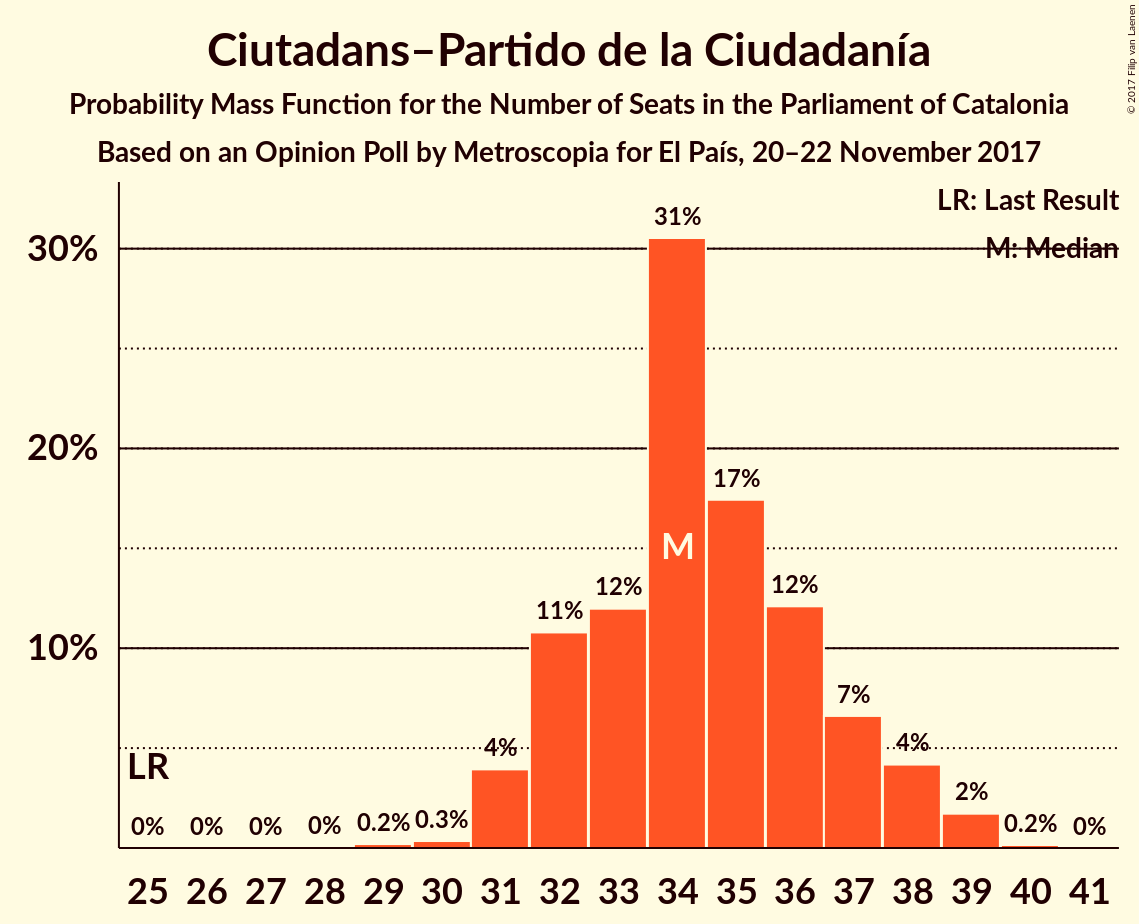 Ciutadans–Partido de la Ciudadanía
Probability Mass Function for the Number of Seats in the Parliament of Catalonia
Based on an Opinion Poll by Metroscopia for El País, 20–22 November 2017
© 2017 Filip van Laenen
LR: Last Result
M: Median
30%
20%
10%
31%
17%
M
12%
12%
11%
7%
4%
4%
LR
2%
0%
0%
0%
0%
0.2%
0.3%
0.2%
0%
25 26 27 28 29 30 31 32 33 34 35 36 37 38 39 40 41